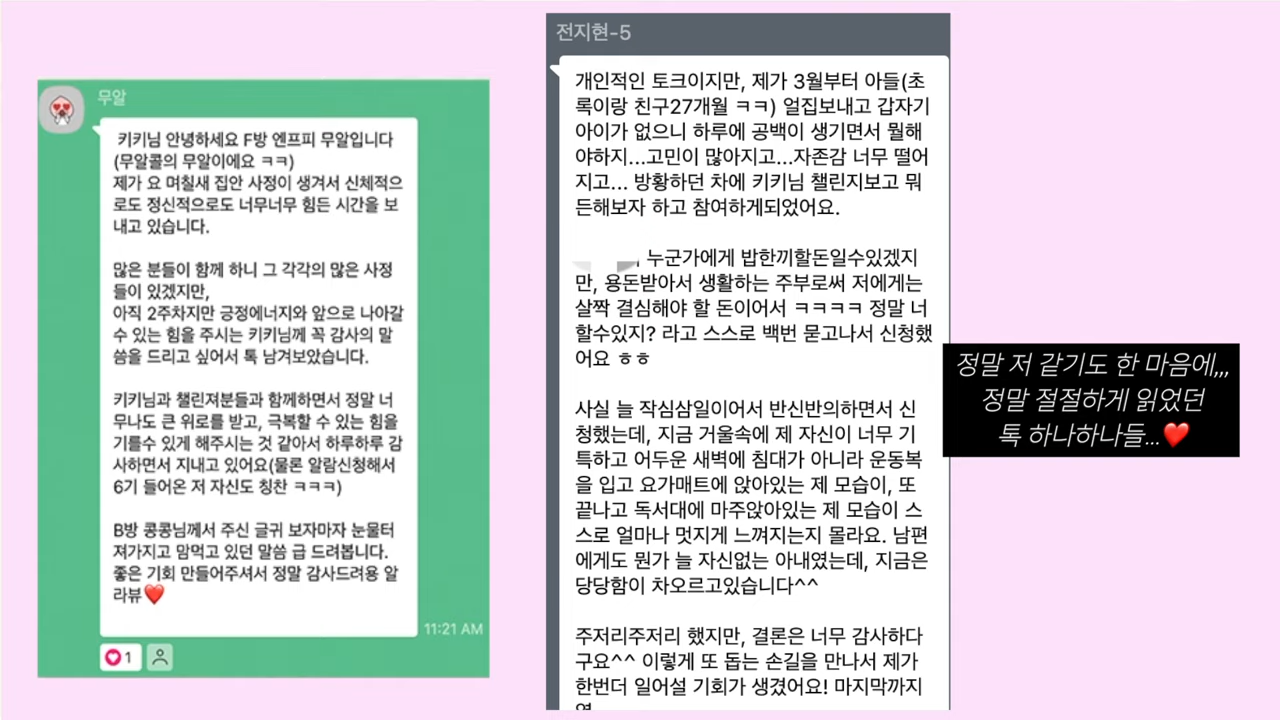 무알
키키님 안녕하세요 F방 엔프피 무알입니다
(무알콜의 무알이에요 ㅋㅋ)
제가 요 며칠새 집안 사정이 생겨서 신체적으
로도 정신적으로도 너무너무 힘든 시간을 보
내고 있습니다.
많은 분들이 함께 하니 그 각각의 많은 사정
들이 있겠지만,
아직 2주차지만 긍정에너지와 앞으로 나아갈
수 있는 힘을 주시는 키키님께 꼭 감사의 말
씀을 드리고 싶어서 톡 남겨보았습니다.
키키님과 챌린져분들과 함께하면서 정말 너
무나도 큰 위로를 받고, 극복할 수 있는 힘을
기를수 있게 해주시는 것 같아서 하루하루 감
사하면서 지내고 있어요(물론 알람신청해서
6기 들어온 저 자신도 칭찬 ㅋㅋㅋ)
B방 콩콩님께서 주신 글귀 보자마자 눈물터
져가지고 맘먹고 있던 말씀 급 드려봅니다.
좋은 기회 만들어주셔서 정말 감사드려용 알
라뷰❤️
11:21 AM
1
전지현-5
개인적인 토크이지만, 제가 3월부터 아들(초
록이랑 친구27개월 ㅋㅋ) 얼집보내고 갑자기
아이가 없으니 하루에 공백이 생기면서 뭘해
야하지...고민이 많아지고...자존감 너무 떨어
지고... 방황하던 차에 키키님 챌린지보고 뭐
든해보자 하고 참여하게되었어요.
누군가에게 밥한끼할돈일수있겠지
만, 용돈받아서 생활하는 주부로써 저에게는
살짝 결심해야 할 돈이어서 ㅋㅋㅋㅋ 정말 너
할수있지? 라고 스스로 백번 묻고나서 신청했
어요 ㅎㅎ
사실 늘 작심삼일이어서 반신반의하면서 신
청했는데, 지금 거울속에 제 자신이 너무 기
특하고 어두운 새벽에 침대가 아니라 운동복
을 입고 요가매트에 앉아있는 제 모습이, 또
끝나고 독서대에 마주앉아있는 제 모습이 스
스로 얼마나 멋지게 느껴지는지 몰라요. 남편
에게도 뭔가 늘 자신없는 아내였는데, 지금은
당당함이 차오르고있습니다^^
주저리주저리 했지만, 결론은 너무 감사하다
구요^^ 이렇게 또 돕는 손길을 만나서 제가
한번더 일어설 기회가 생겼어요! 마지막까지
정말 저 같기도 한 마음에,,,
정말 절절하게 읽었던
톡 하나하나들...❤️